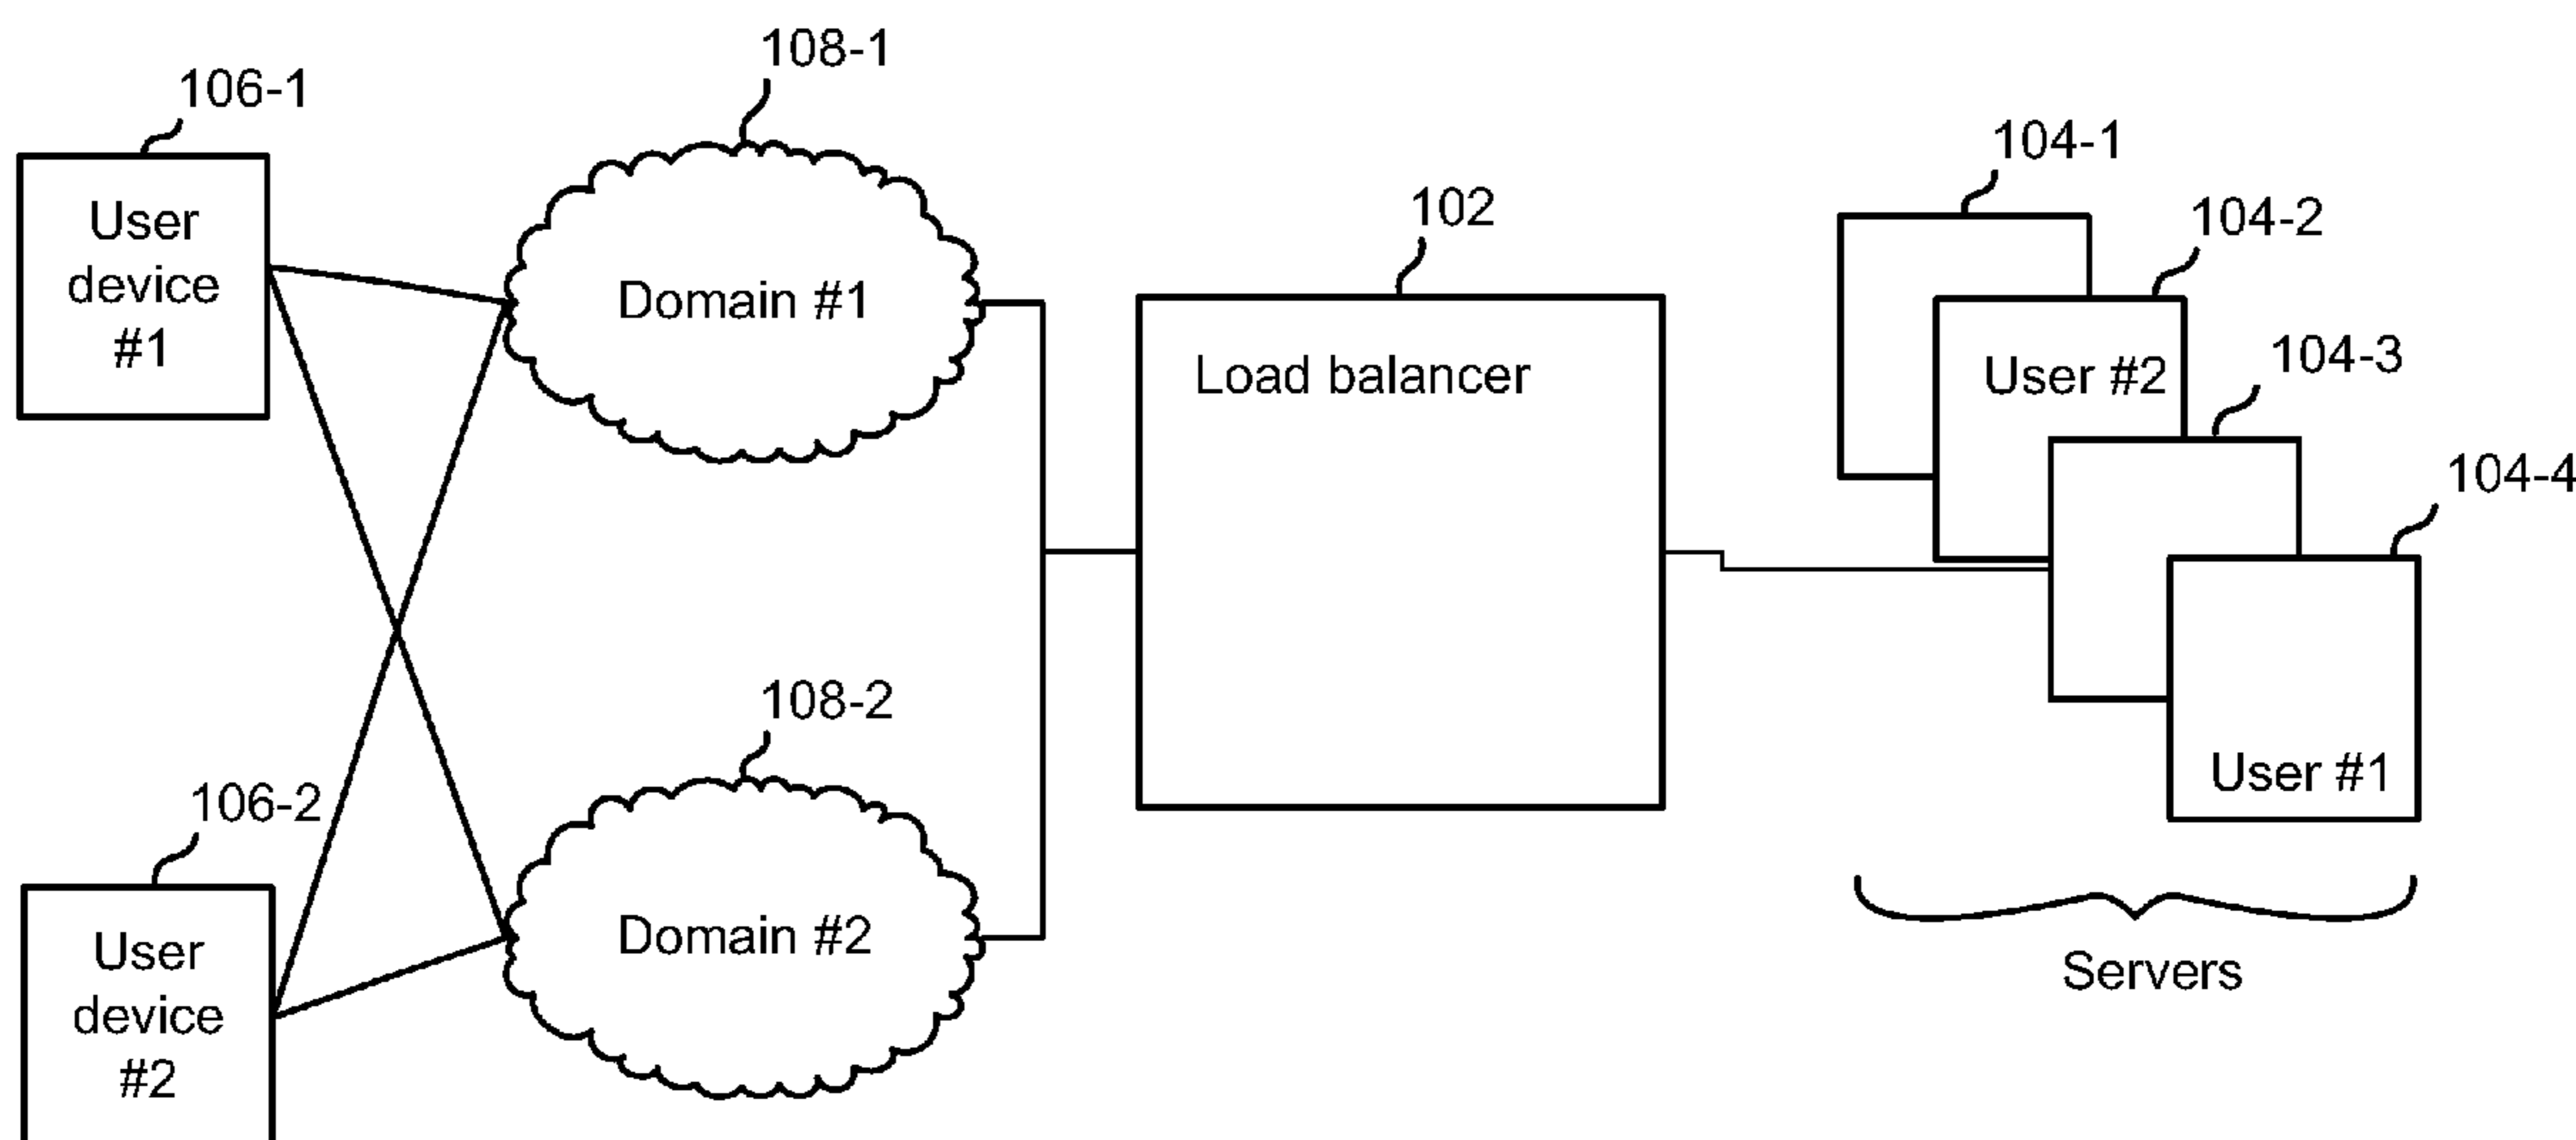 108-1
106-1
104-1
User
device
#1
102
104-2
Domain #1
104-3
Load balancer
User #2
104-4
108-2
106-2
User #1
Domain #2
User
device
#2
Servers